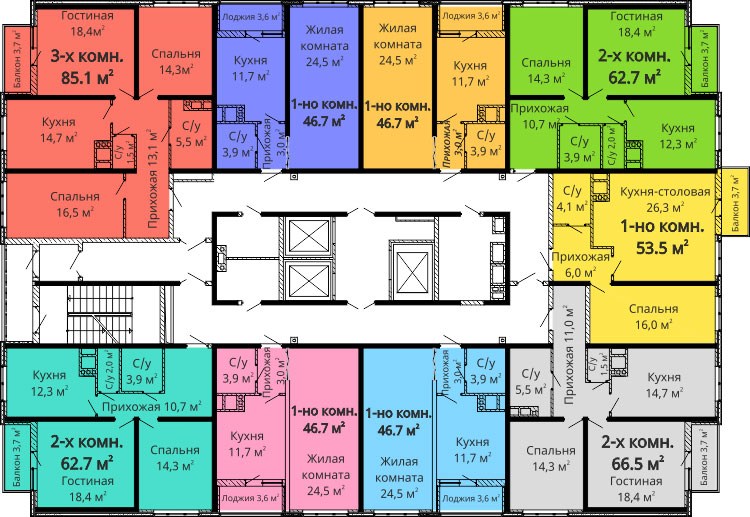 Балкон 3,7 м²
Гостиная
18,4м²
3-х комн.
85.1 м²
Спальня
14,3м²
Кухня
14,7 м²
С/у
1,5 м²
Прихожая 13,1 м²
С/у
5,5 м²
Спальня
16,5 м²
Лоджия 3,6 м²
Кухня
11,7 м²
С/у
3,9 м²
Прихожая
3,0 м²
Жилая
комната
24,5 м²
1-но комн.
46.7 м²
Жилая
комната
24,5 м²
1-но комн.
46.7 м²
Лоджия 3,6 м²
Кухня
11,7 м²
Прихожая
3,0 м²
С/у
3,9 м²
Спальня
14,3 м²
Гостиная
18,4 м²
2-х комн.
62.7 м²
Балкон 3,7 м²
Прихожая
10,7 м²
С/у
3,9 м²
С/у 2,0 м²
Кухня
12,3 м²
С/у
4,1 м²
Кухня-столовая
26,3 м²
1-но комн.
53.5 м²
Балкон 3,7 м²
Прихожая
6,0 м²
Спальня
16,0 м²
Кухня
12,3 м²
С/у 2,0 м²
С/у
3,9 м²
Прихожая 10,7 м²
Балкон 3,7 м²
2-х комн.
62.7 м²
Гостиная
18,4 м²
Спальня
14,3 м²
С/у
3,9 м²
Прихожая
3,0 м²
Кухня
11,7 м²
Лоджия 3,6 м²
1-но комн.
46.7 м²
Жилая
комната
24,5 м²
1-но комн.
46.7 м²
Жилая
комната
24,5 м²
Прихожая
3,0 м²
С/у
3,9 м²
Кухня
11,7 м²
Лоджия 3,6 м²
Прихожая 11,0 м²
С/у
5,5 м²
С/у
1,5 м²
Кухня
14,7 м²
Спальня
14,3 м²
2-х комн.
66.5 м²
Гостиная
18,4 м²
Балкон 3,7 м²